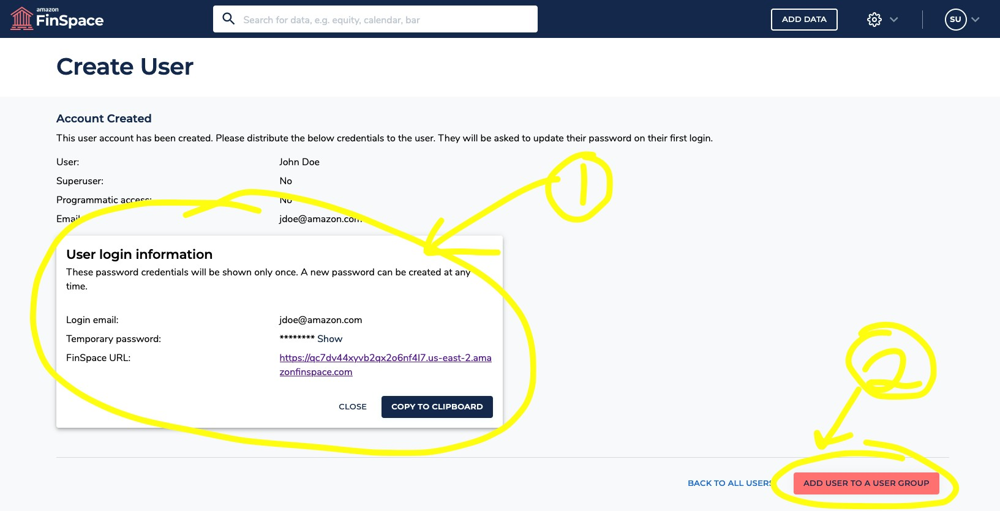 amazon
FinSpace
Search for data, e.g. equity, calendar, bar
ADD DATA
SU
Create User
Account Created
This user account has been created. Please distribute the below credentials to the user. They will be asked to update their password on their first login.
User: John Doe
Superuser: No
Programmatic access: No
Email jdoe@amazon.com
1
User login information
These password credentials will be shown only once. A new password can be created at any
time.
Login email: jdoe@amazon.com
Temporary password: ******** Show
FinSpace URL: https://qc7dv44xyvb2qx2o6nf4l7.us-east-2.ama
zonfinspace.com
2
CLOSE
COPY TO CLIPBOARD
BACK TO ALL USERS
ADD USER TO A USER GROUP